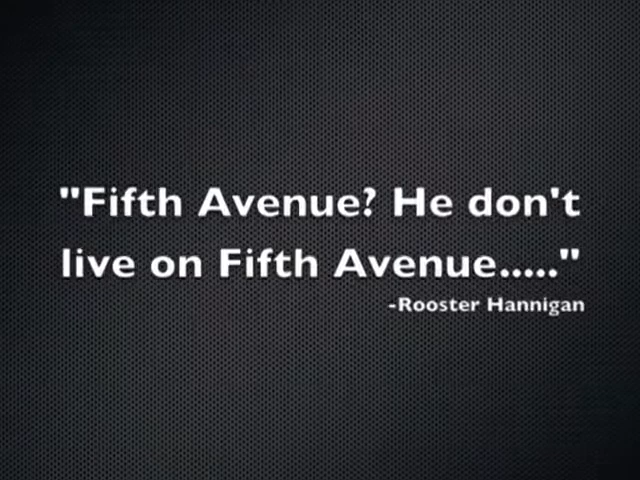 "Fifth Avenue? He don't
live on Fifth Avenue....."
-Rooster Hannigan